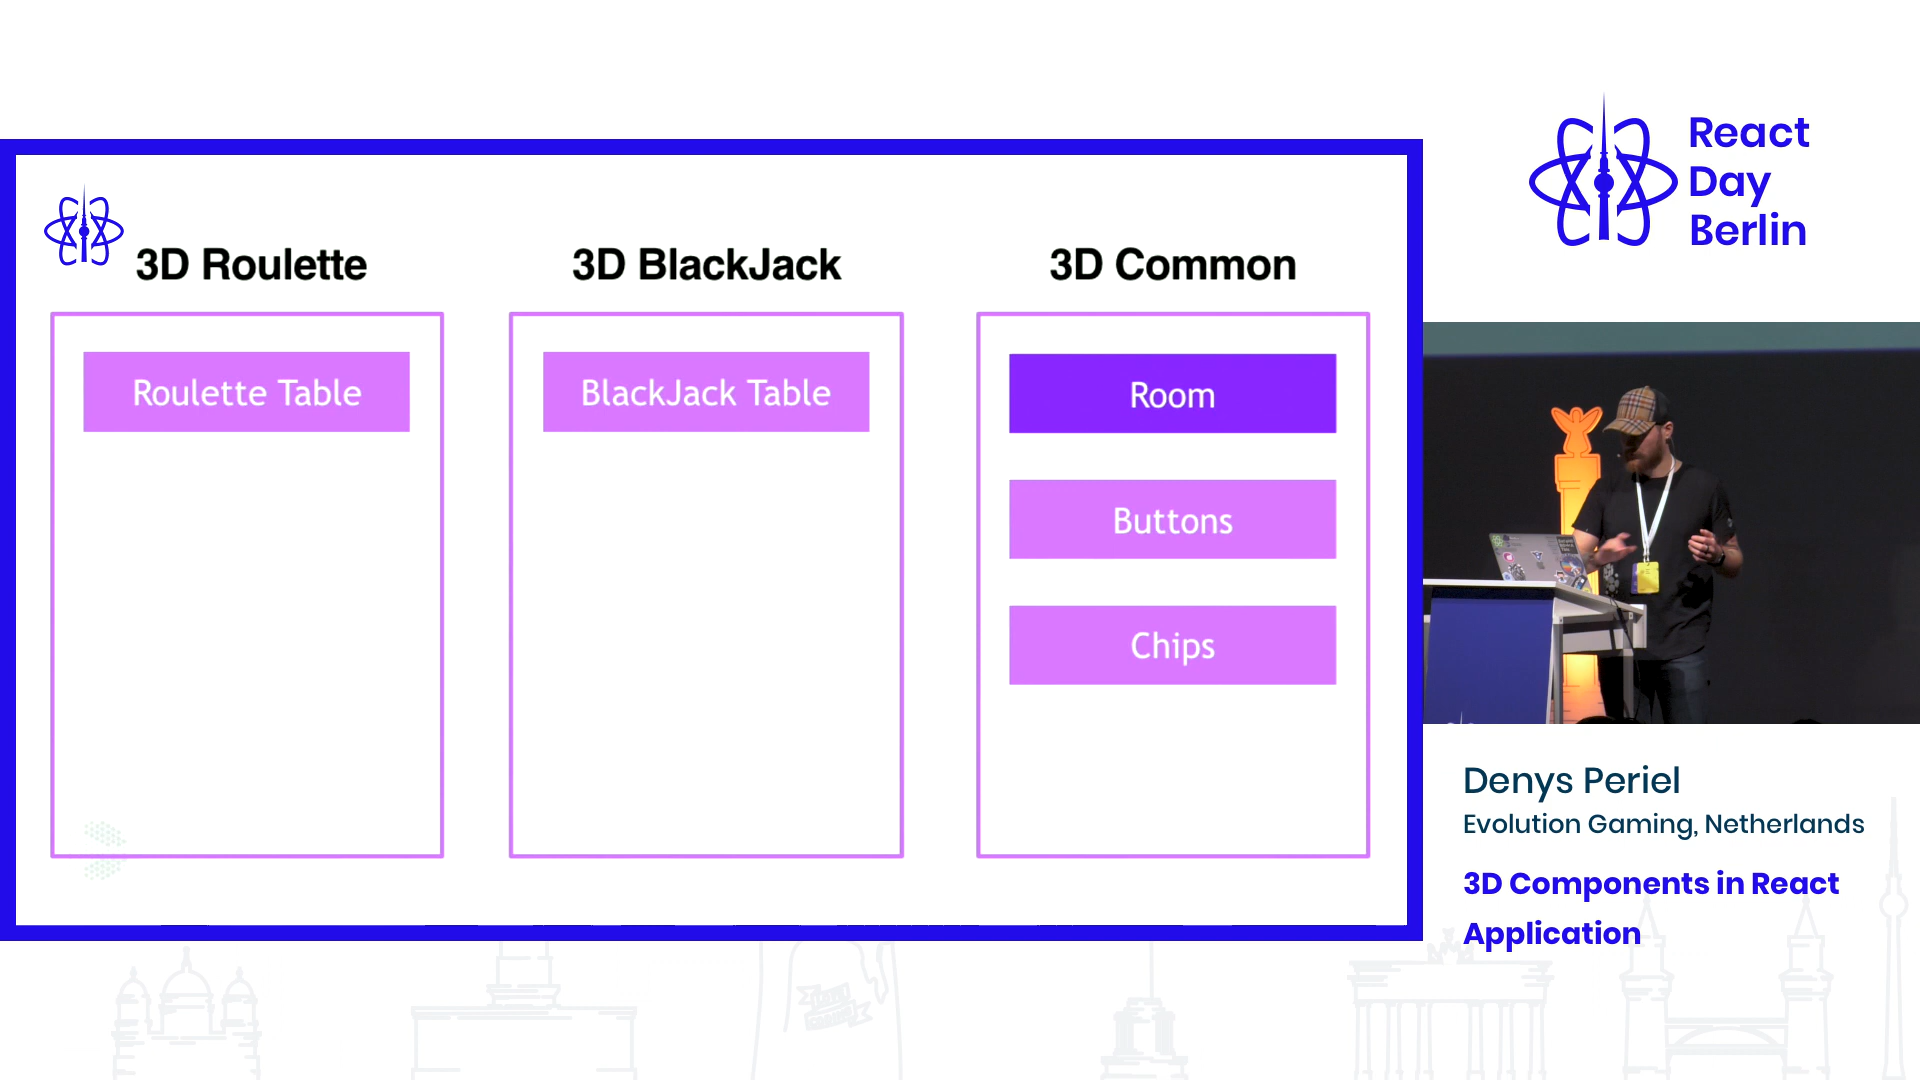 3D Roulette
3D BlackJack
3D Common
Roulette Table
BlackJack Table
Room
Buttons
Chips
React
Day
Berlin
Denys Periel
Evolution Gaming, Netherlands
3D Components in React
Application